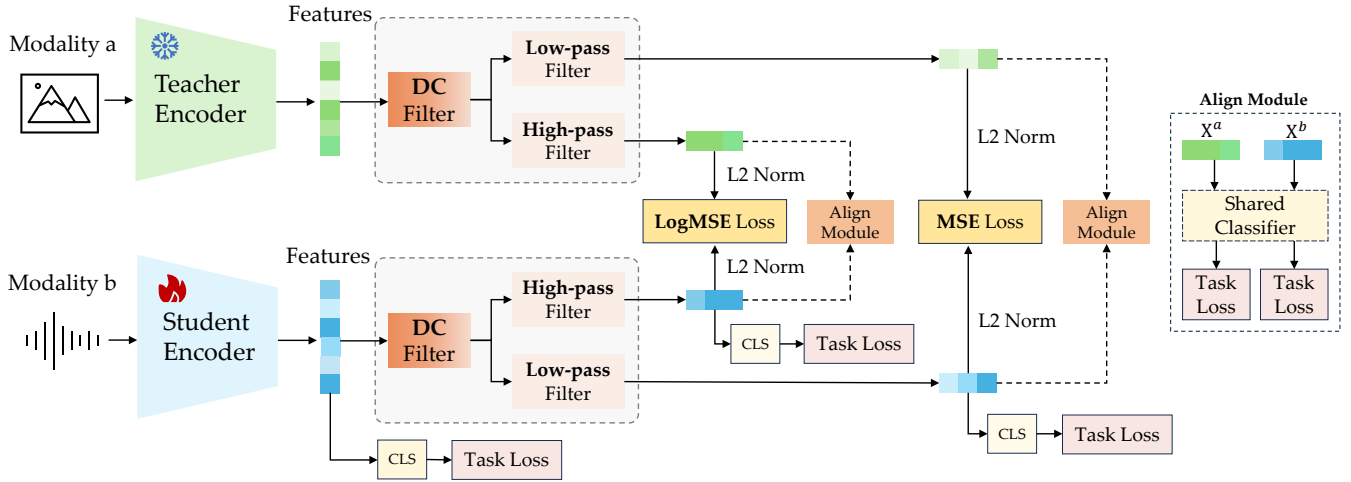 Modality a
Teacher
Encoder
Features
DC
Filter
Low-pass
Filter
High-pass
Filter
L2 Norm
LogMSE Loss
Align
Module
L2 Norm
L2 Norm
MSE Loss
Align
Module
L2 Norm
Modality b
Student
Encoder
Features
DC
Filter
High-pass
Filter
Low-pass
Filter
CLS
Task Loss
CLS
Task Loss
CLS
Task Loss
Align Module
Xᵃ
Xᵇ
Shared
Classifier
Task
Loss
Task
Loss